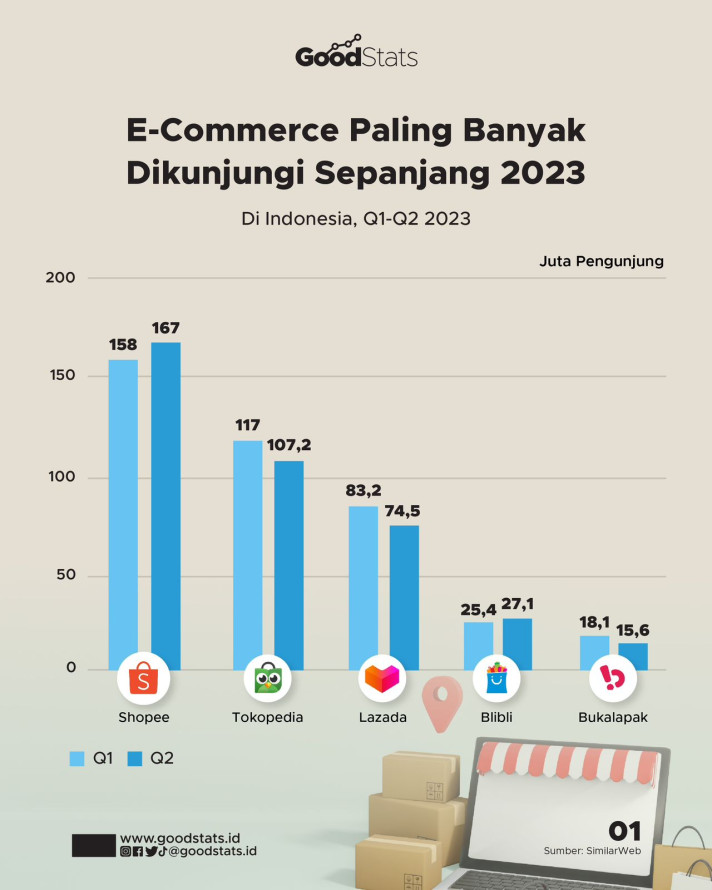 GoodStats
E-Commerce Paling Banyak
Dikunjungi Sepanjang 2023
Di Indonesia, Q1-Q2 2023
Juta Pengunjung
200
150
100
50
0
158
167
117
107,2
83,2
74,5
25,4
27,1
18,1
15,6
S
Shopee
Tokopedia
Lazada
Blibli
Bukalapak
Q1
Q2
www.goodstats.id
@goodstats.id
01
Sumber: SimilarWeb